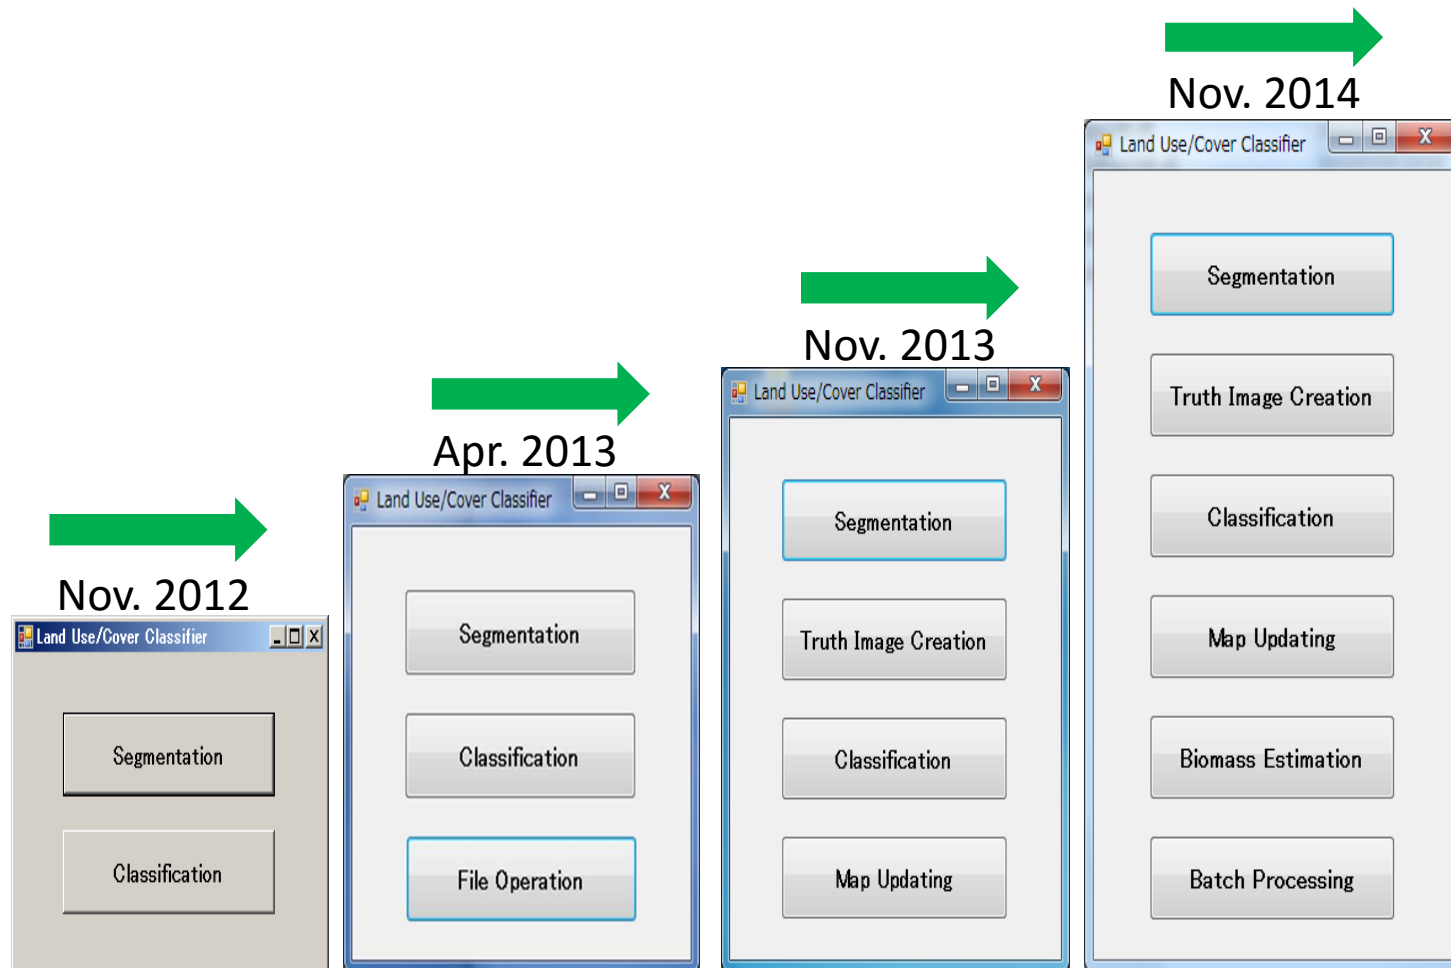 Nov. 2012
Land Use/Cover Classifier
Segmentation
Classification
Apr. 2013
Land Use/Cover Classifier
Segmentation
Classification
File Operation
Nov. 2013
Land Use/Cover Classifier
Segmentation
Truth Image Creation
Classification
Map Updating
Nov. 2014
Land Use/Cover Classifier
Segmentation
Truth Image Creation
Classification
Map Updating
Biomass Estimation
Batch Processing